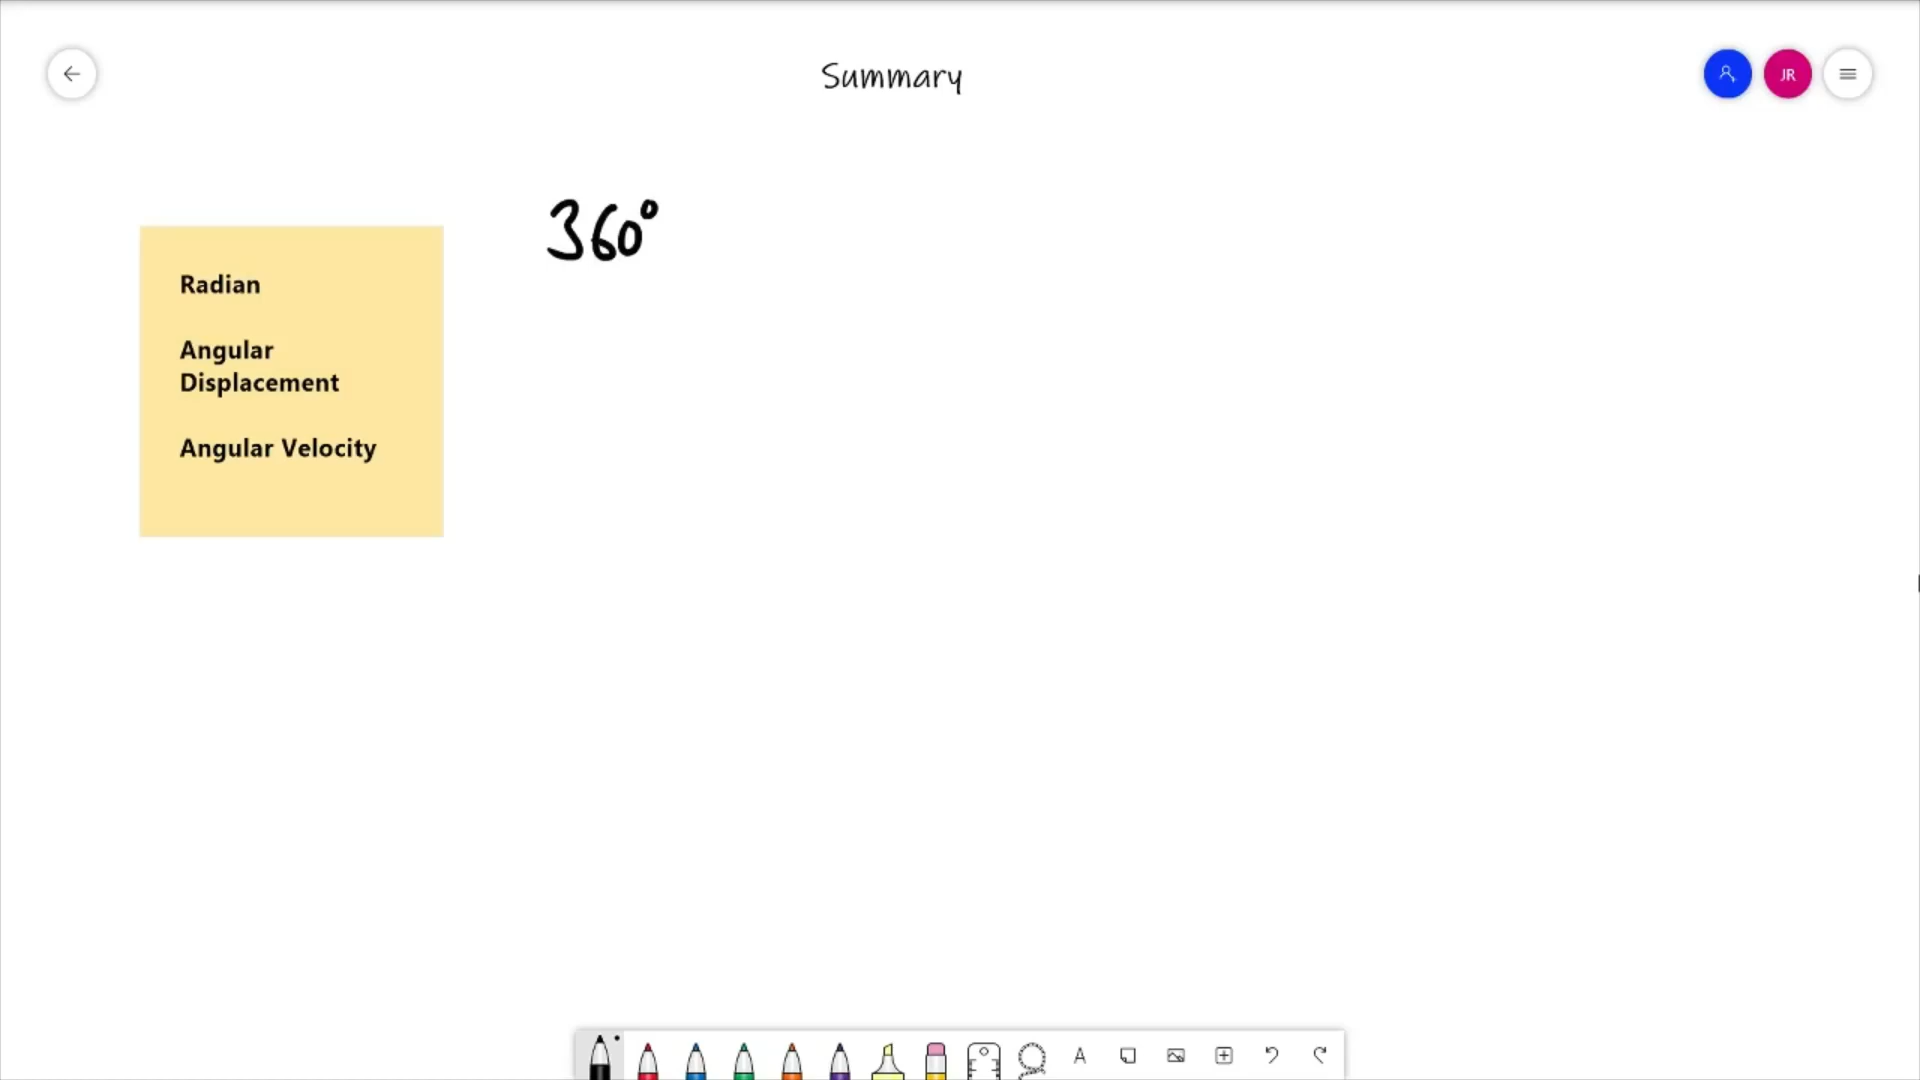 Summary
JR
360°
Radian
Angular
Displacement
Angular Velocity
A